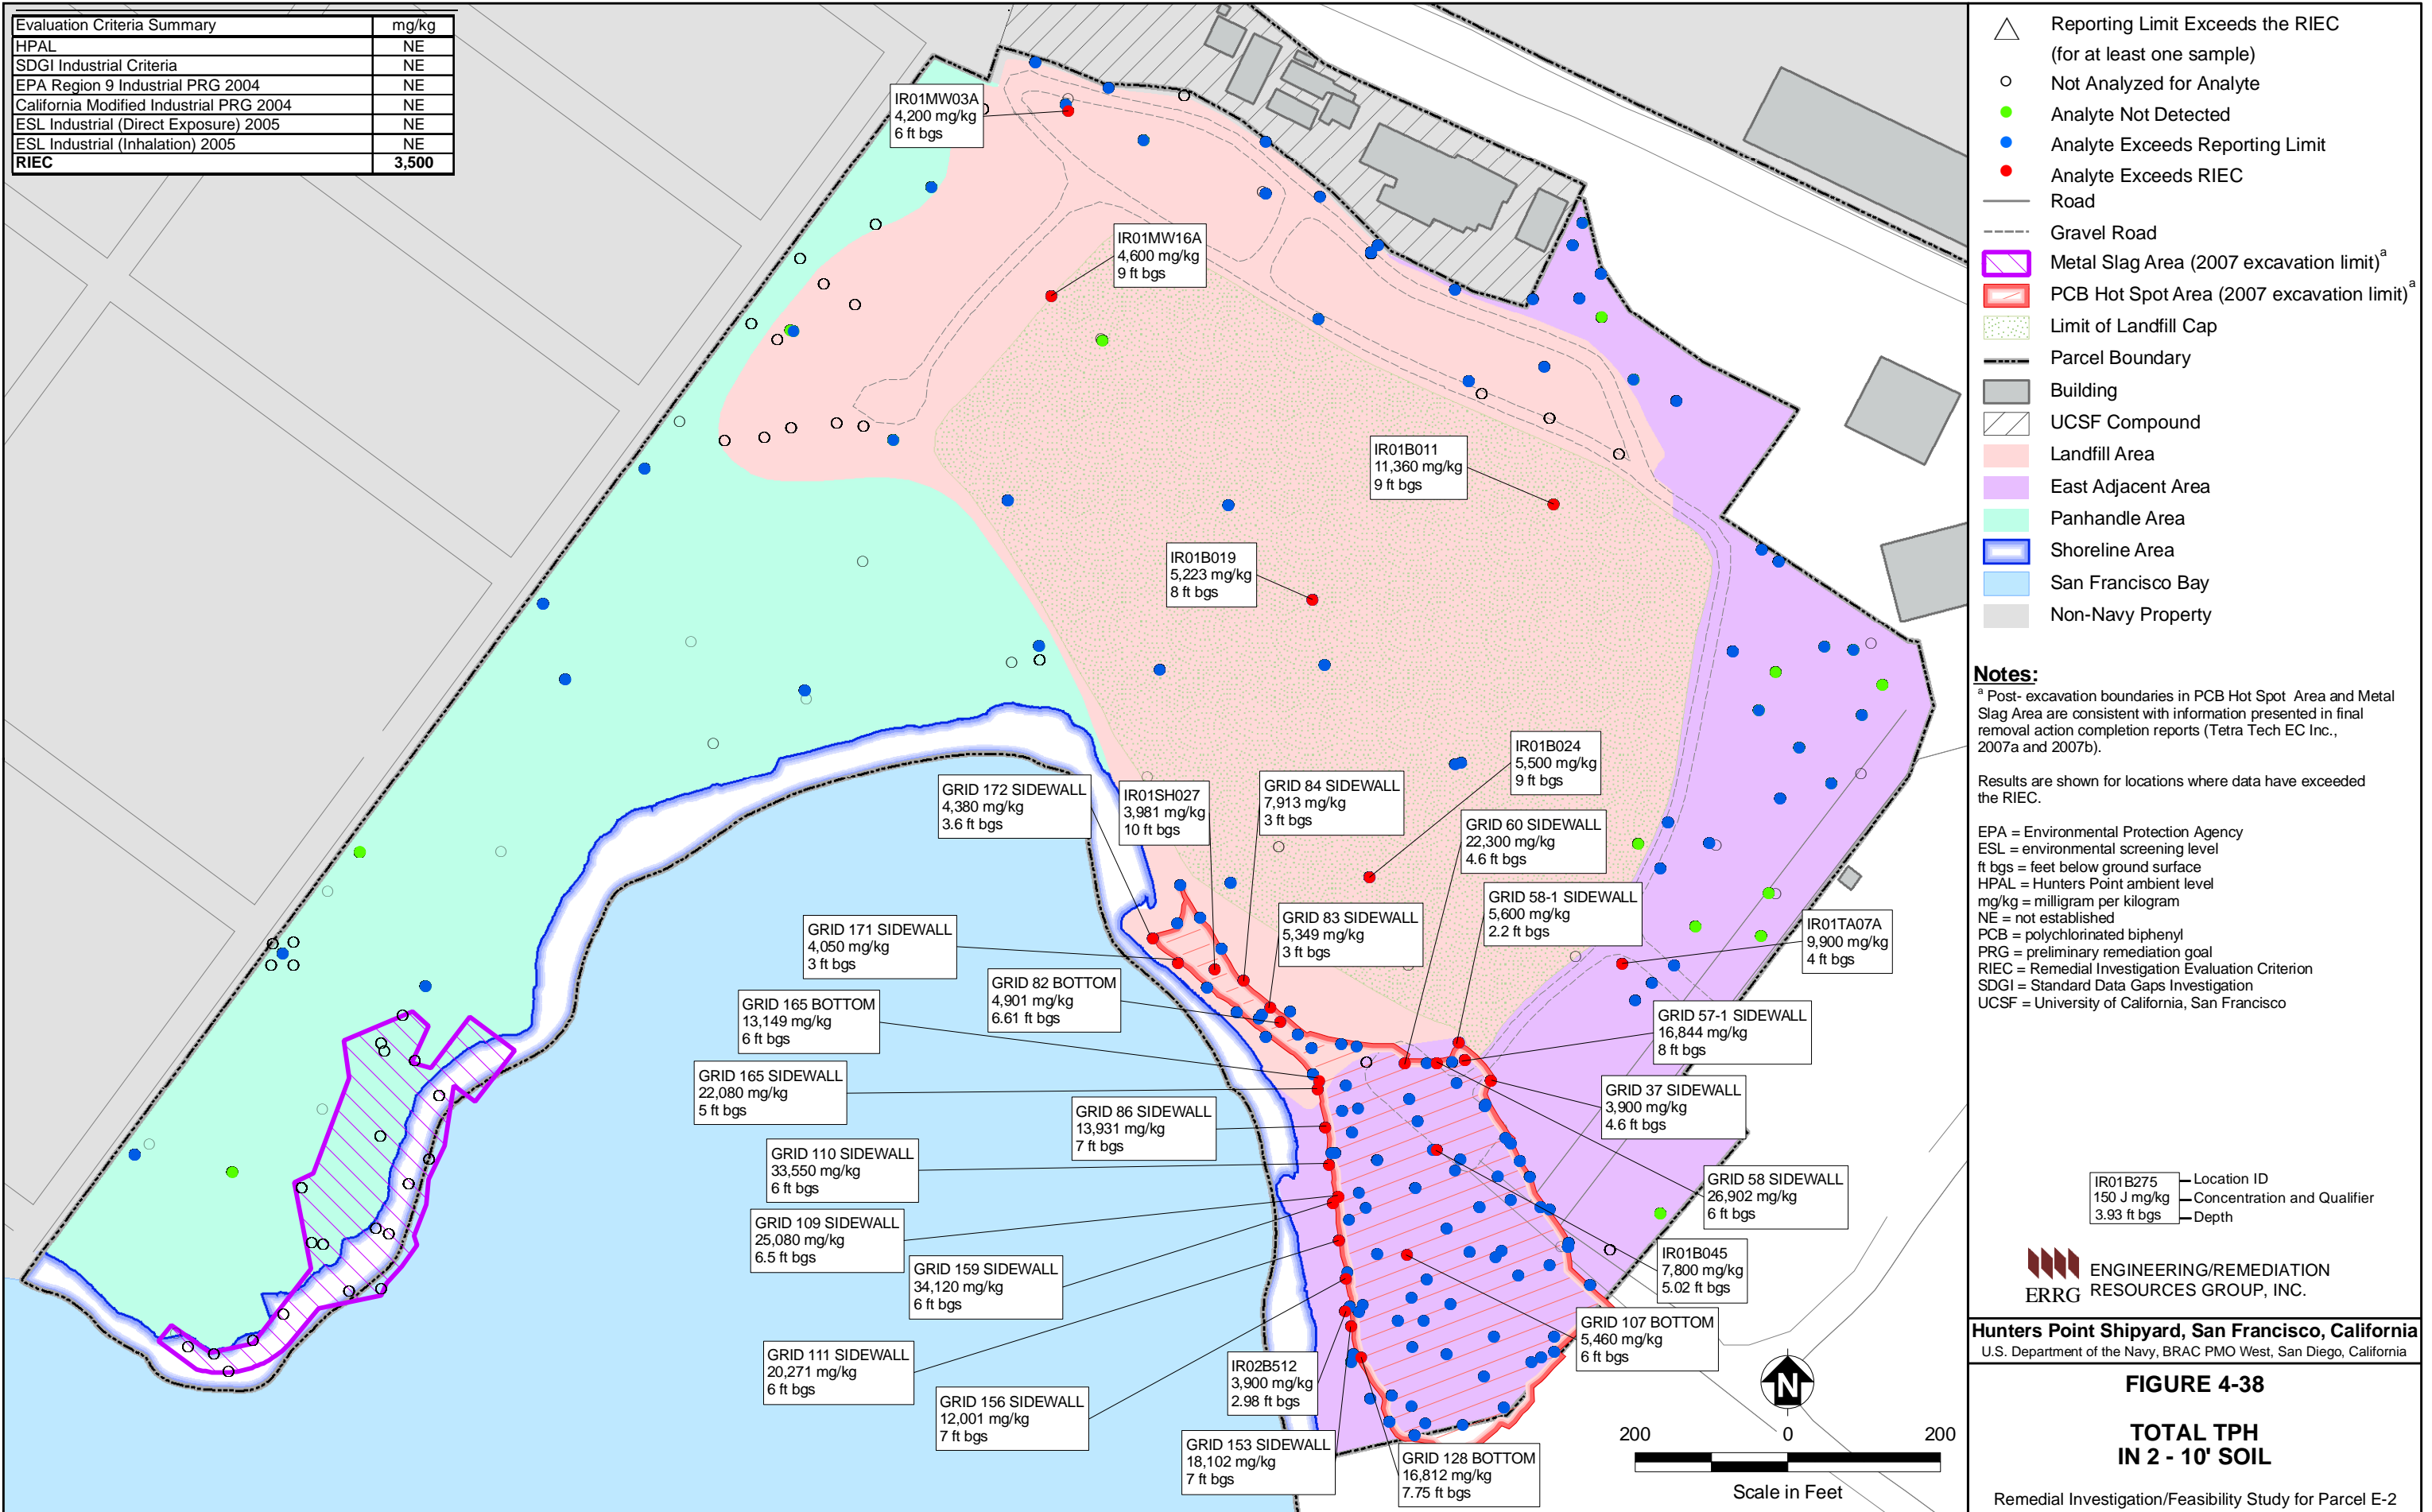 Evaluation Criteria Summary mg/kg
HPAL NE
SDGI Industrial Criteria NE
EPA Region 9 Industrial PRG 2004 NE
California Modified Industrial PRG 2004 NE
ESL Industrial (Direct Exposure) 2005 NE
ESL Industrial (Inhalation) 2005 NE
RIEC 3,500
IR01MW03A
4,200 mg/kg
6 ft bgs
IR01MW16A
4,600 mg/kg
9 ft bgs
IR01B011
11,360 mg/kg
9 ft bgs
IR01B019
5,223 mg/kg
8 ft bgs
IR01B024
5,500 mg/kg
9 ft bgs
GRID 172 SIDEWALL
4,380 mg/kg
3.6 ft bgs
IR01SH027
3,981 mg/kg
10 ft bgs
GRID 84 SIDEWALL
7,913 mg/kg
3 ft bgs
GRID 60 SIDEWALL
22,300 mg/kg
4.6 ft bgs
GRID 58-1 SIDEWALL
5,600 mg/kg
2.2 ft bgs
GRID 83 SIDEWALL
5,349 mg/kg
3 ft bgs
IR01TA07A
9,900 mg/kg
4 ft bgs
GRID 171 SIDEWALL
4,050 mg/kg
3 ft bgs
GRID 82 BOTTOM
4,901 mg/kg
6.61 ft bgs
GRID 165 BOTTOM
13,149 mg/kg
6 ft bgs
GRID 57-1 SIDEWALL
16,844 mg/kg
8 ft bgs
GRID 165 SIDEWALL
22,080 mg/kg
5 ft bgs
GRID 37 SIDEWALL
3,900 mg/kg
4.6 ft bgs
GRID 86 SIDEWALL
13,931 mg/kg
7 ft bgs
GRID 110 SIDEWALL
33,550 mg/kg
6 ft bgs
GRID 58 SIDEWALL
26,902 mg/kg
6 ft bgs
GRID 109 SIDEWALL
25,080 mg/kg
6.5 ft bgs
IR01B045
7,800 mg/kg
5.02 ft bgs
GRID 159 SIDEWALL
34,120 mg/kg
6 ft bgs
GRID 107 BOTTOM
5,460 mg/kg
6 ft bgs
GRID 111 SIDEWALL
20,271 mg/kg
6 ft bgs
IR02B512
3,900 mg/kg
2.98 ft bgs
GRID 156 SIDEWALL
12,001 mg/kg
7 ft bgs
GRID 153 SIDEWALL
18,102 mg/kg
7 ft bgs
GRID 128 BOTTOM
16,812 mg/kg
7.75 ft bgs
N
200 0 200
Scale in Feet
Reporting Limit Exceeds the RIEC
(for at least one sample)
Not Analyzed for Analyte
Analyte Not Detected
Analyte Exceeds Reporting Limit
Analyte Exceeds RIEC
Road
Gravel Road
Metal Slag Area (2007 excavation limit)a
PCB Hot Spot Area (2007 excavation limit)a
Limit of Landfill Cap
Parcel Boundary
Building
UCSF Compound
Landfill Area
East Adjacent Area
Panhandle Area
Shoreline Area
San Francisco Bay
Non-Navy Property
Notes:
a Post- excavation boundaries in PCB Hot Spot Area and Metal
Slag Area are consistent with information presented in final
removal action completion reports (Tetra Tech EC Inc.,
2007a and 2007b).
Results are shown for locations where data have exceeded
the RIEC.
EPA = Environmental Protection Agency
ESL = environmental screening level
ft bgs = feet below ground surface
HPAL = Hunters Point ambient level
mg/kg = milligram per kilogram
NE = not established
PCB = polychlorinated biphenyl
PRG = preliminary remediation goal
RIEC = Remedial Investigation Evaluation Criterion
SDGI = Standard Data Gaps Investigation
UCSF = University of California, San Francisco
IR01B275 Location ID
150 J mg/kg Concentration and Qualifier
3.93 ft bgs Depth
ERRG
ENGINEERING/REMEDIATION
RESOURCES GROUP, INC.
Hunters Point Shipyard, San Francisco, California
U.S. Department of the Navy, BRAC PMO West, San Diego, California
FIGURE 4-38
TOTAL TPH
IN 2 - 10' SOIL
Remedial Investigation/Feasibility Study for Parcel E-2